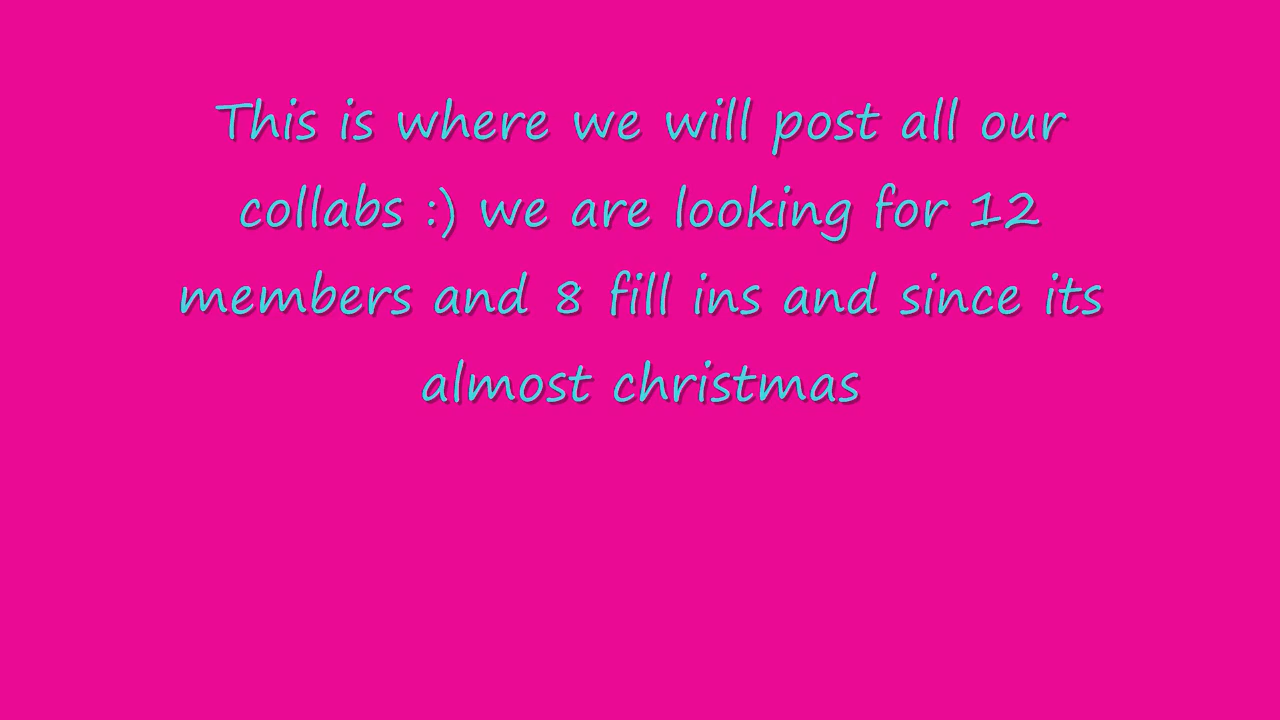 This is where we will post all our
collabs :) we are looking for 12
members and 8 fill ins and since its
almost christmas